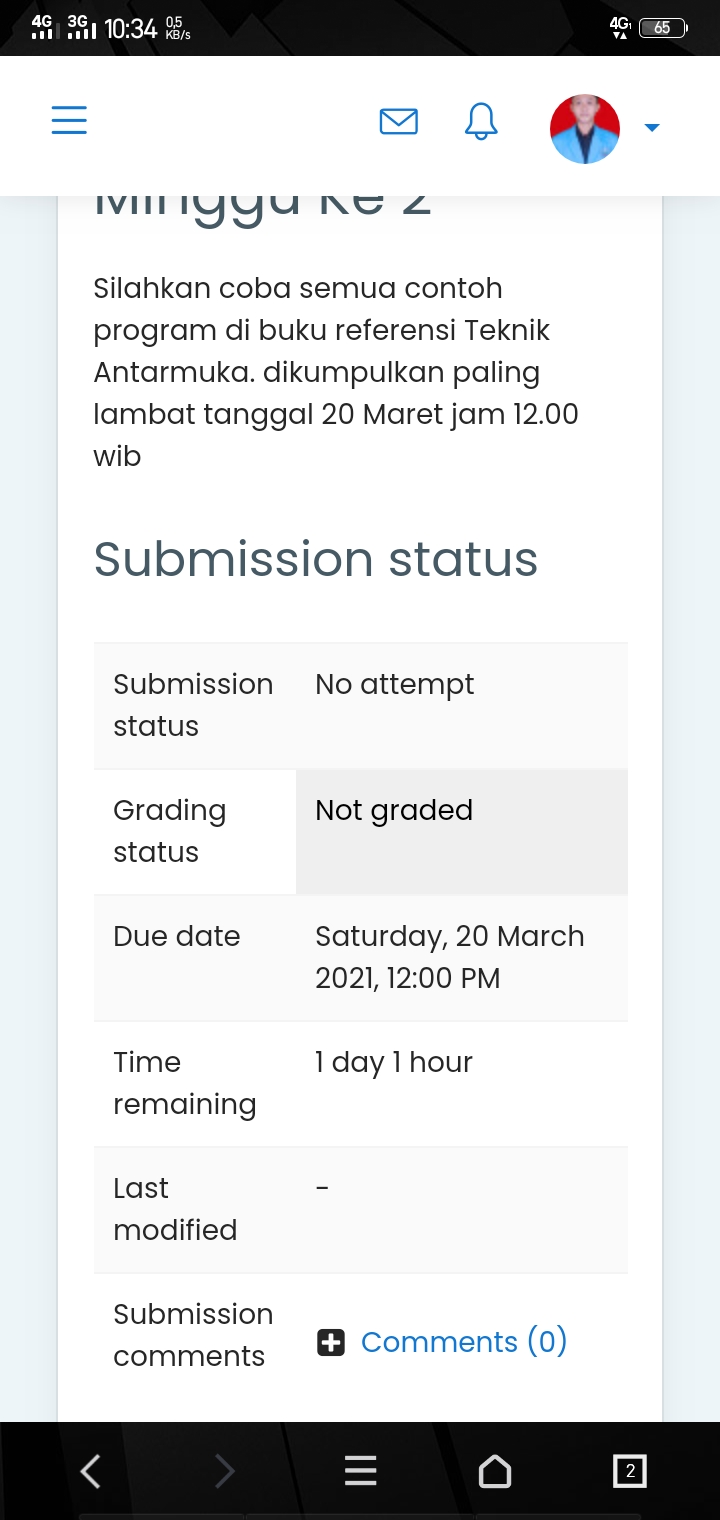 4G 3G 10:34 0,5 KB/s 4G 65
Minggu Ke 2
Silahkan coba semua contoh
program di buku referensi Teknik
Antarmuka. dikumpulkan paling
lambat tanggal 20 Maret jam 12.00
wib
Submission status
Submission status No attempt
Grading status Not graded
Due date Saturday, 20 March
2021, 12:00 PM
Time remaining 1 day 1 hour
Last modified -
Submission comments Comments (0)
2